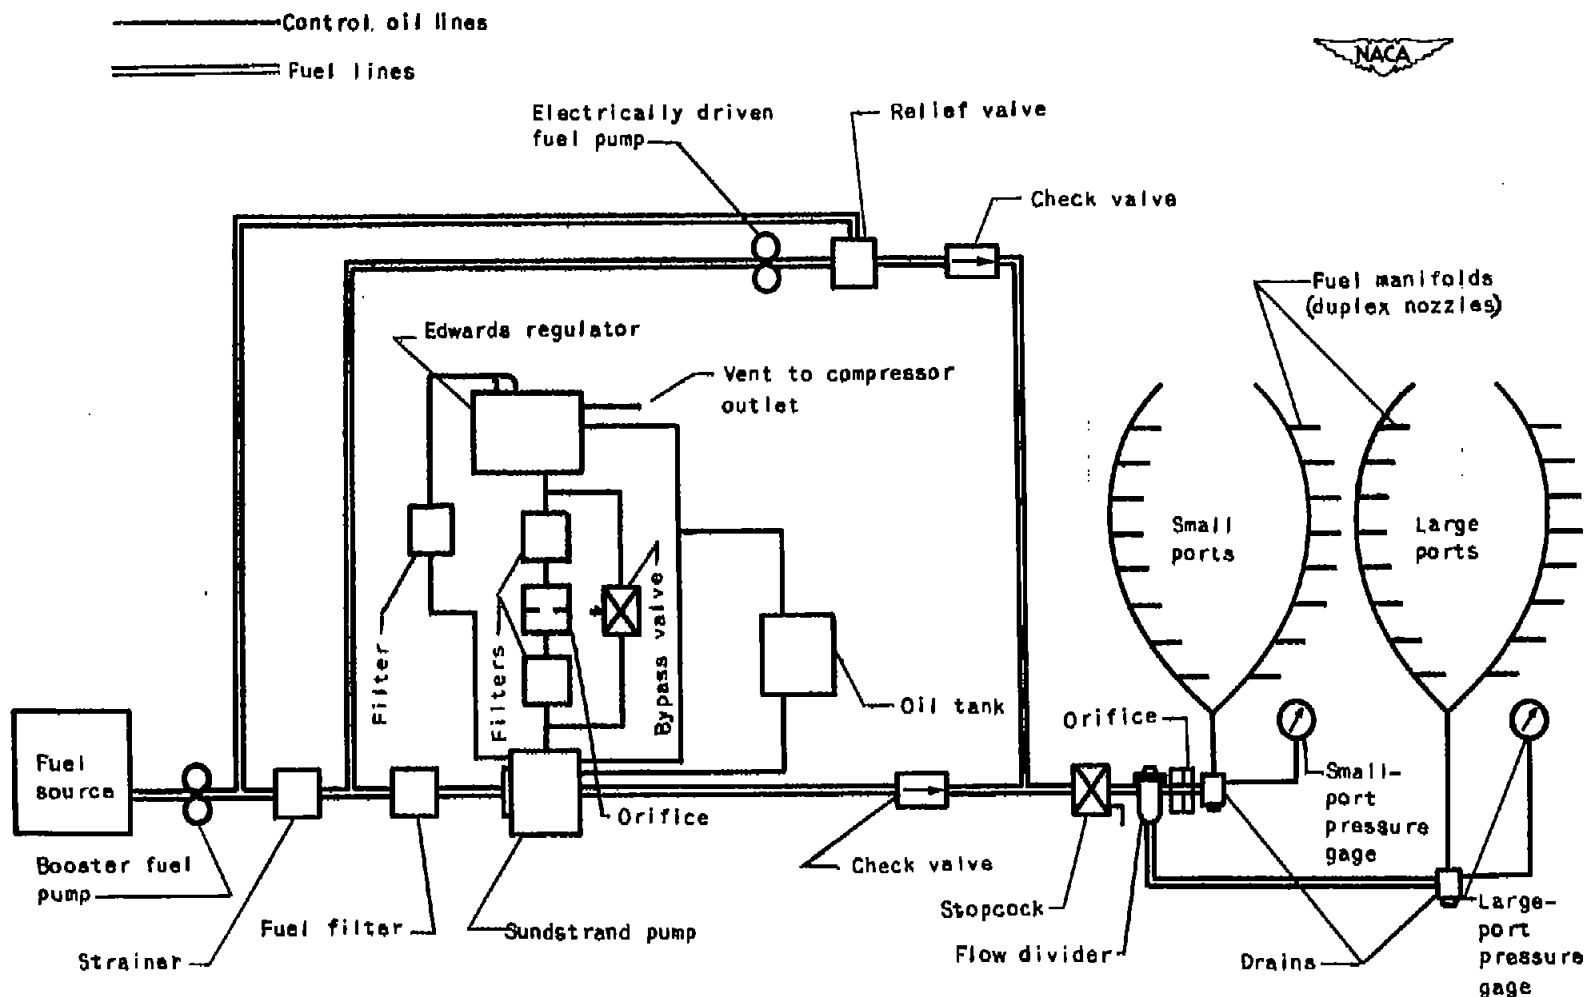 Control oil lines
Fuel lines
NACA
Electrically driven
fuel pump
Relief valve
Check valve
Fuel manifolds
(duplex nozzles)
Edwards regulator
Vent to compressor
outlet
Small
ports
Large
ports
Filter
Filters
Bypass valve
Oil tank
Orifice
Fuel
source
Small-
port
pressure
gage
Orifice
Booster fuel
pump
Check valve
Stopcock
Large-
port
pressure
gage
Fuel filter
Sundstrand pump
Flow divider
Drains
Strainer